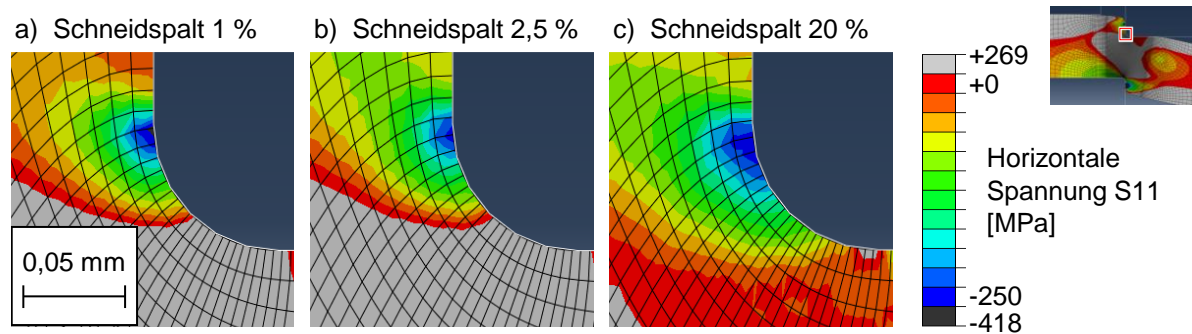 a) Schneidspalt 1 %
b) Schneidspalt 2,5 %
c) Schneidspalt 20 %
0,05 mm
+269
+0
-250
-418
Horizontale
Spannung S11
[MPa]